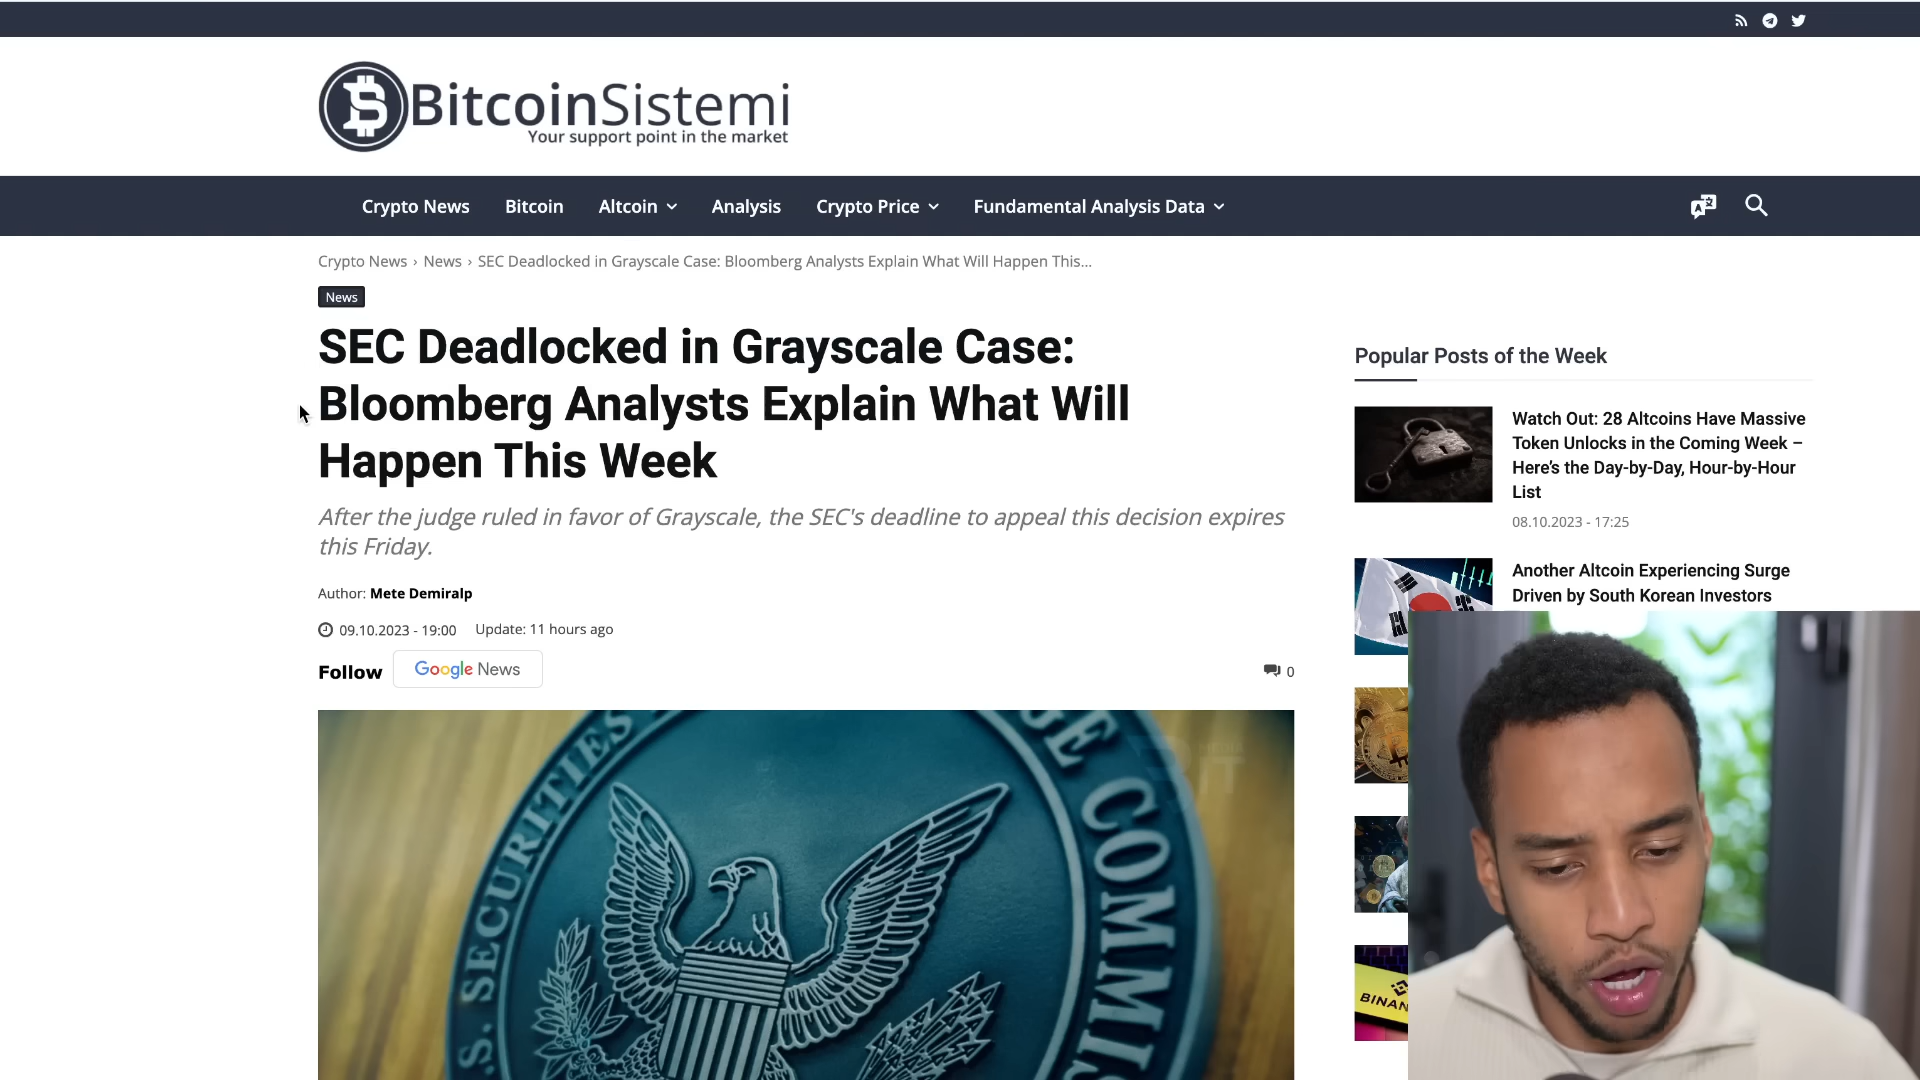 BitcoinSistemi
Your support point in the market
Crypto News
Bitcoin
Altcoin
Analysis
Crypto Price
Fundamental Analysis Data
Crypto News › News › SEC Deadlocked in Grayscale Case: Bloomberg Analysts Explain What Will Happen This...
News
SEC Deadlocked in Grayscale Case:
Bloomberg Analysts Explain What Will
Happen This Week
After the judge ruled in favor of Grayscale, the SEC's deadline to appeal this decision expires
this Friday.
Author: Mete Demiralp
09.10.2023 - 19:00 Update: 11 hours ago
Follow Google News
0
S. SECURITIES
GE COMMIS
Popular Posts of the Week
Watch Out: 28 Altcoins Have Massive
Token Unlocks in the Coming Week –
Here's the Day-by-Day, Hour-by-Hour
List
08.10.2023 - 17:25
Another Altcoin Experiencing Surge
Driven by South Korean Investors
BINAN